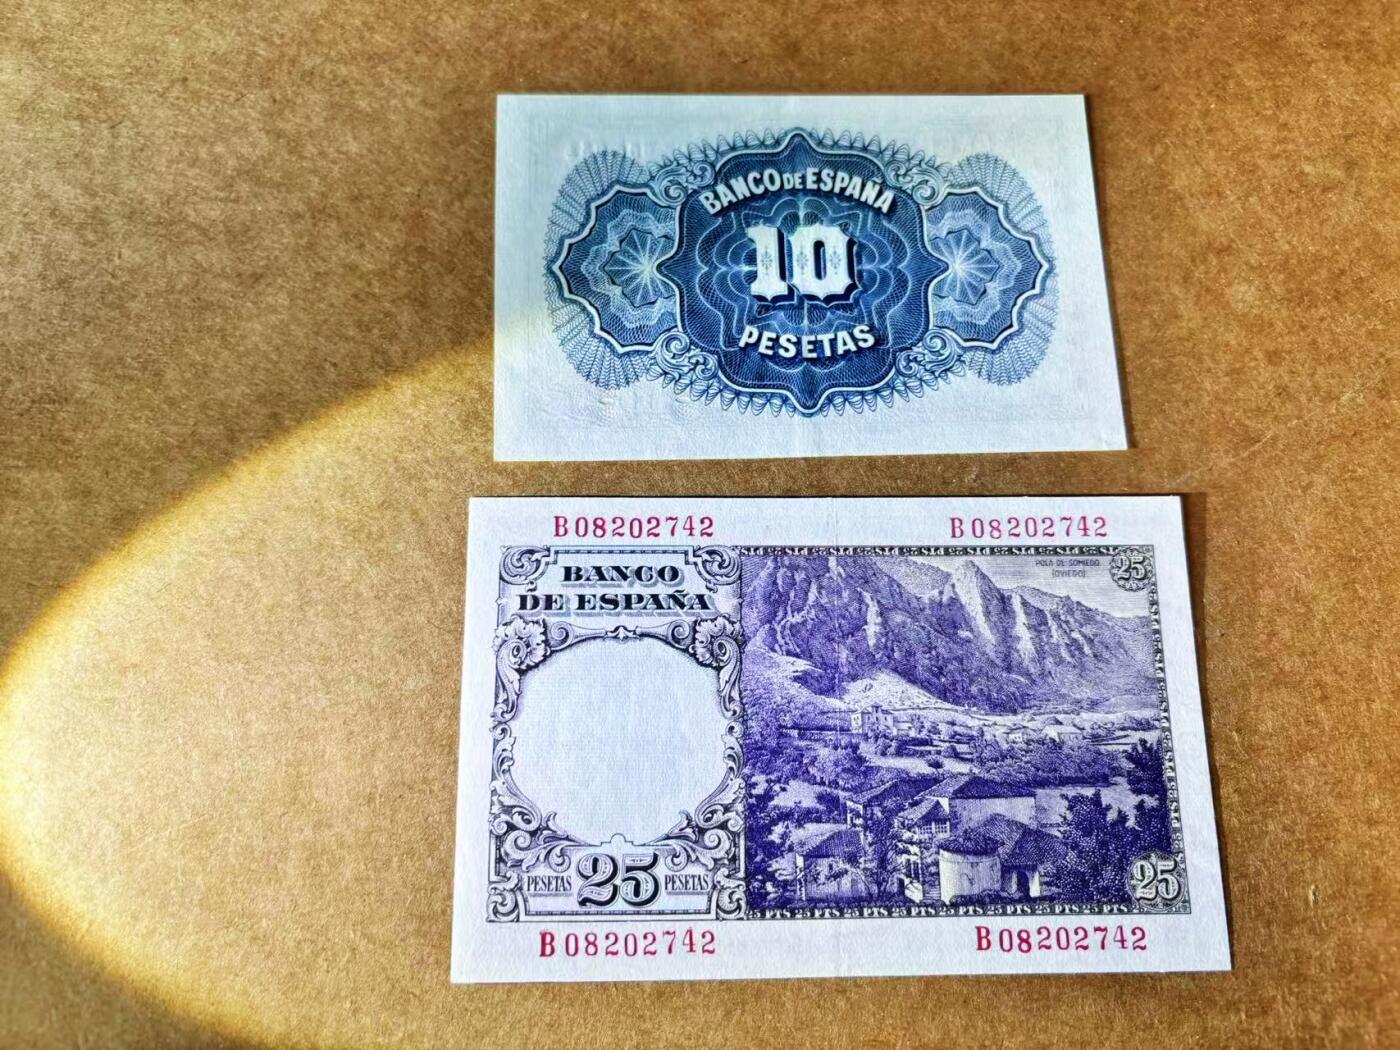 BANCO DE ESPAÑA
10
PESETAS
B08202742 B08202742
BANCO
DE ESPAÑA
POLA DE SOMIEDO
(OVIEDO)
25
PESETAS 25 PESETAS
25
B08202742 B08202742